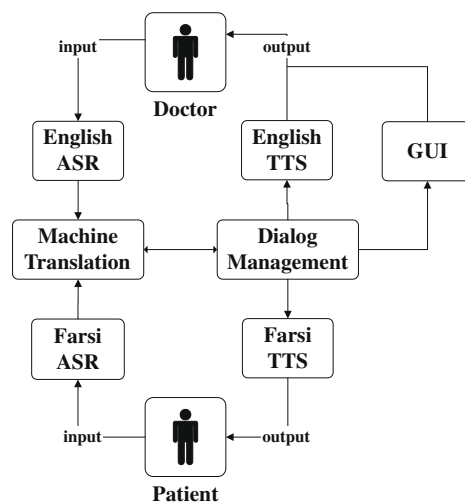 input
output
Doctor
English
ASR
English
TTS
GUI
Machine
Translation
Dialog
Management
Farsi
ASR
Farsi
TTS
input
output
Patient